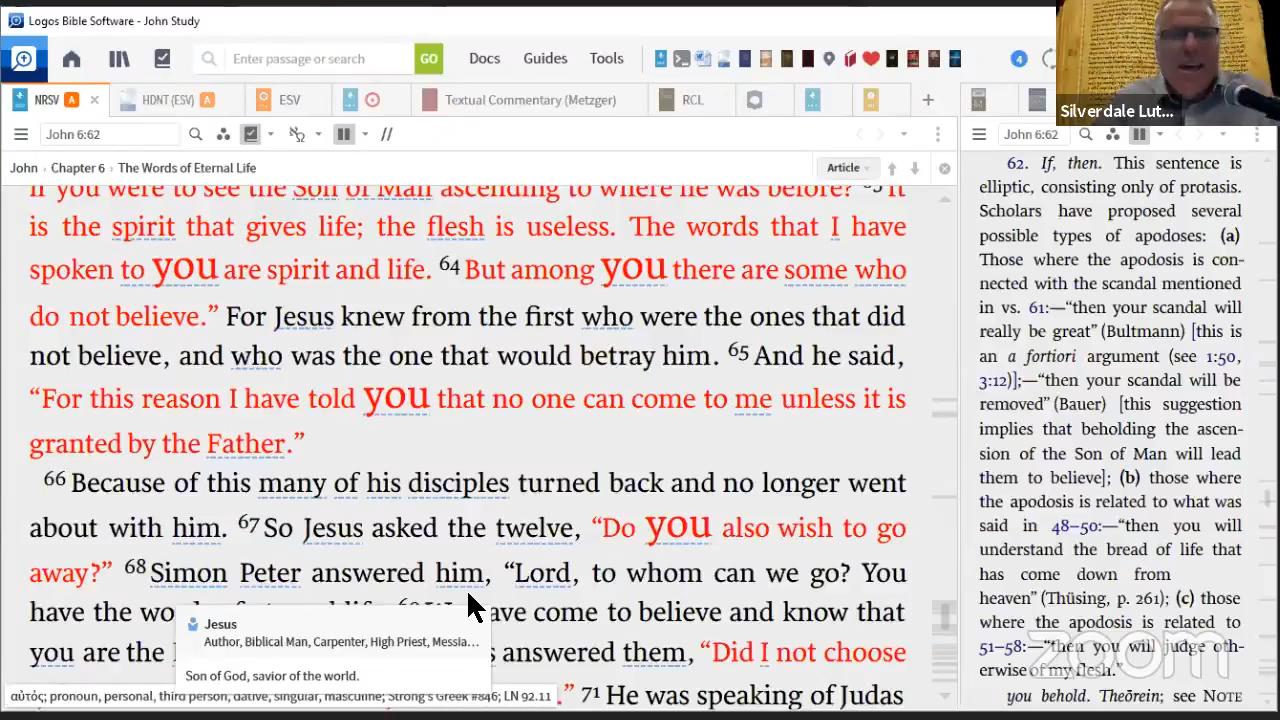 Logos Bible Software - John Study
Enter passage or search GO Docs Guides Tools 4
NRSV A × HDNT (ESV) A ESV Textual Commentary (Metzger) RCL +
Silverdale Lut...
John 6:62
John › Chapter 6 › The Words of Eternal Life Article
If you were to see the Son of Man ascending to where he was before? It
is the spirit that gives life; the flesh is useless. The words that I have
spoken to you are spirit and life. 64 But among you there are some who
do not believe.” For Jesus knew from the first who were the ones that did
not believe, and who was the one that would betray him. 65 And he said,
“For this reason I have told you that no one can come to me unless it is
granted by the Father.”
66 Because of this many of his disciples turned back and no longer went
about with him. 67 So Jesus asked the twelve, “Do you also wish to go
away?” 68 Simon Peter answered him, “Lord, to whom can we go? You
have the ave come to believe and know that
you are the answered them, “Did I not choose
” 71 He was speaking of Judas
Jesus
Author, Biblical Man, Carpenter, High Priest, Messia...
Son of God, savior of the world.
αὐτός; pronoun, personal, third person, dative, singular, masculine; Strong's Greek #846; LN 92.11
John 6:62
62. If, then. This sentence is
elliptic, consisting only of protasis.
Scholars have proposed several
possible types of apodoses: (a)
Those where the apodosis is con-
nected with the scandal mentioned
in vs. 61:—“then your scandal will
really be great” (Bultmann) [this is
an a fortiori argument (see 1:50,
3:12)];—“then your scandal will be
removed” (Bauer) [this suggestion
implies that beholding the ascen-
sion of the Son of Man will lead
them to believe]; (b) those where
the apodosis is related to what was
said in 48–50:—“then you will
understand the bread of life that
has come down from
heaven” (Thüsing, p. 261); (c) those
where the apodosis is related to
51–58:—“then you will judge oth-
erwise of my flesh.”
you behold. Theōrein; see NOTE
zoom